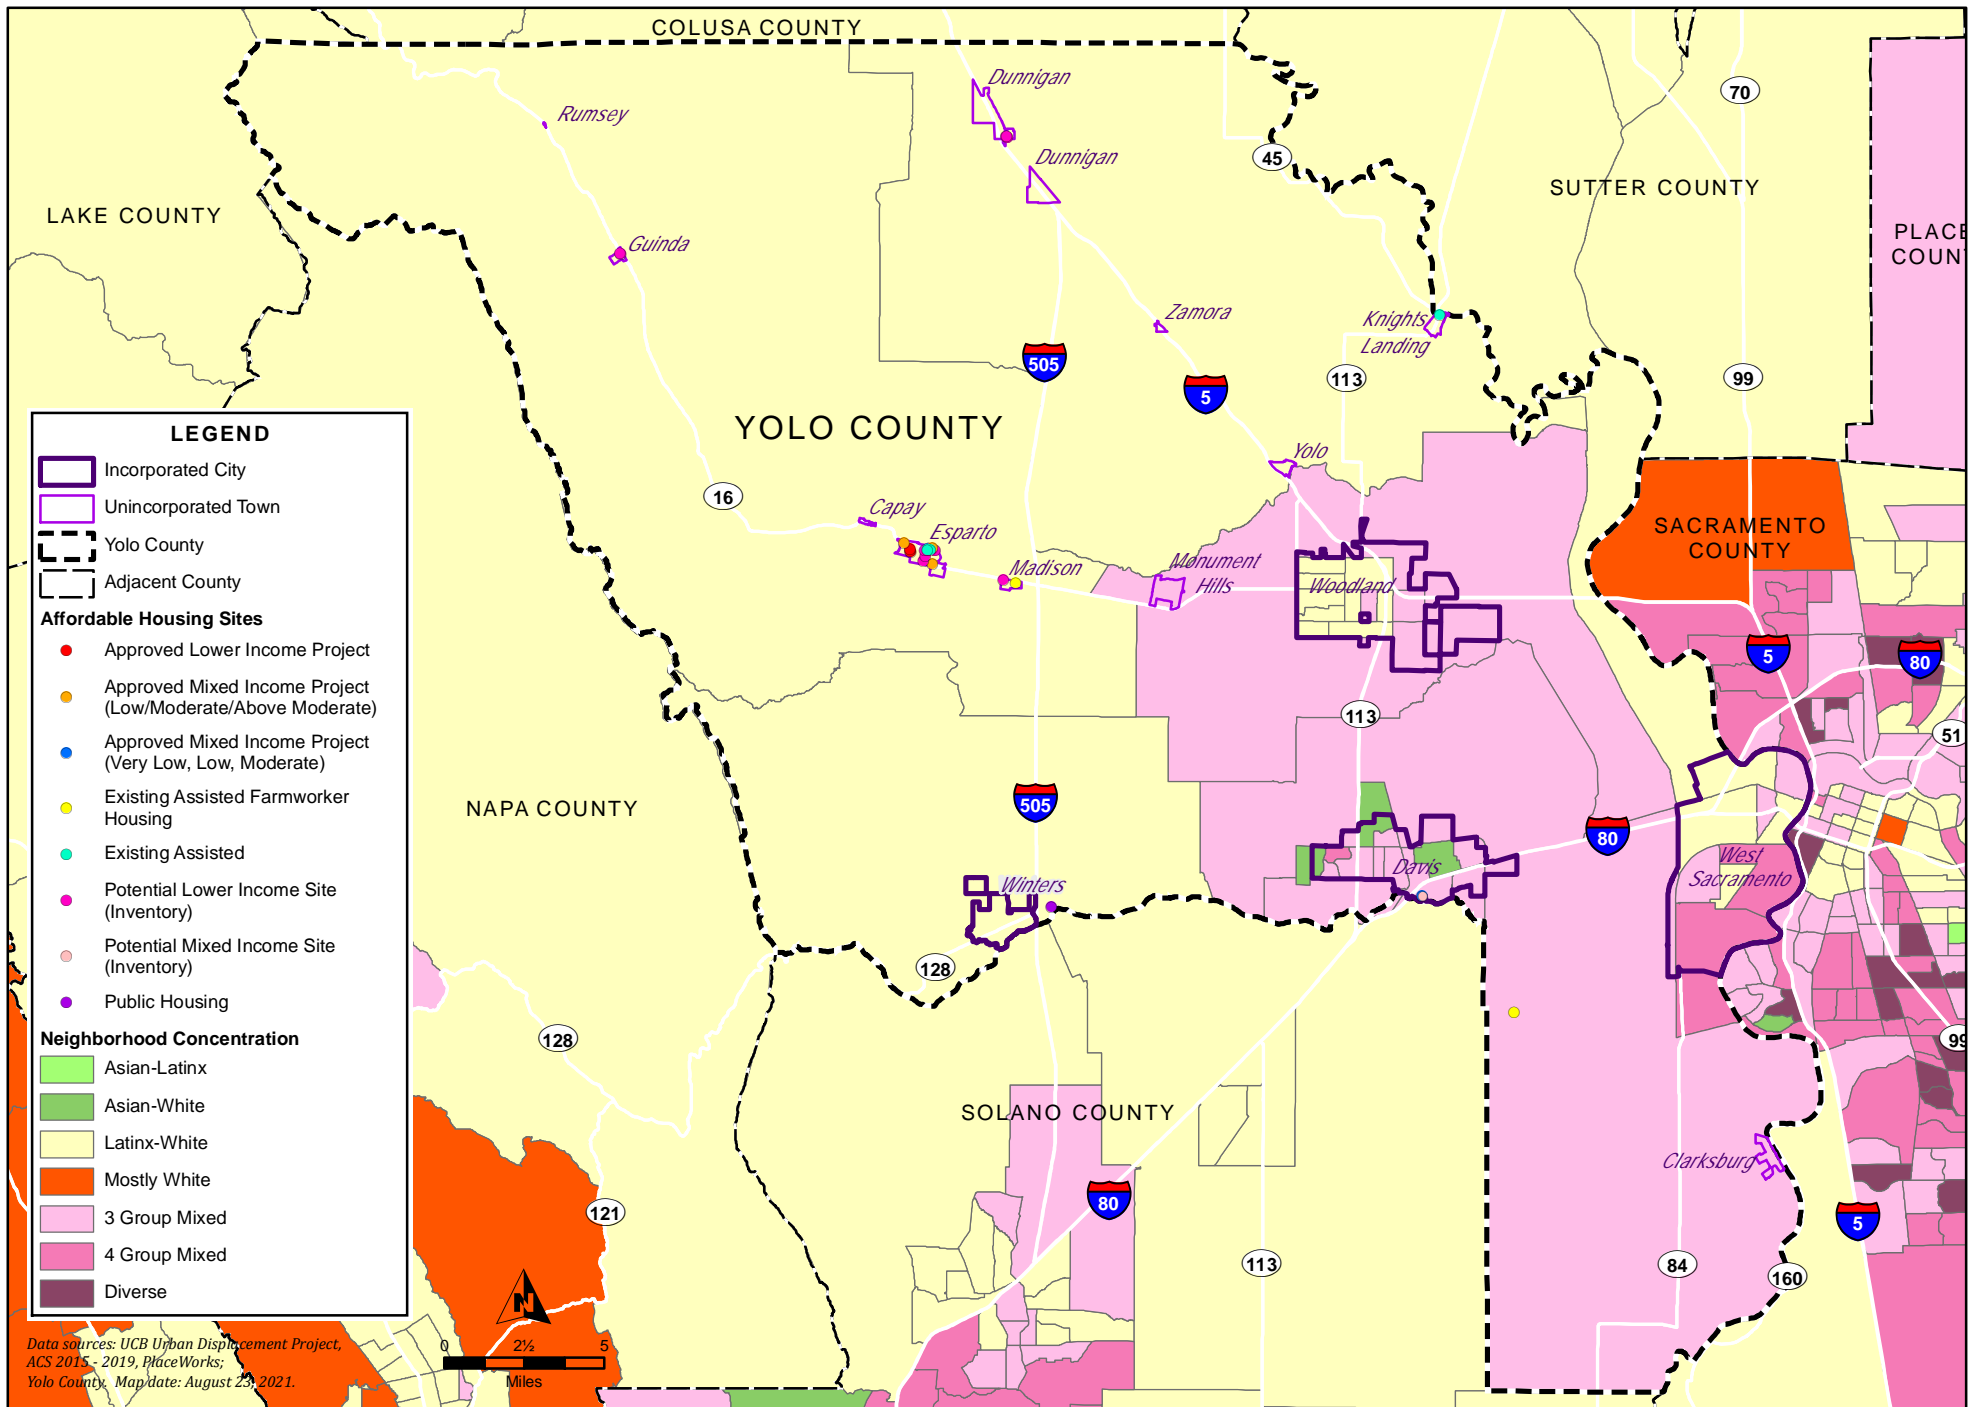 COLUSA COUNTY
Dunnigan
70
Rumsey
45
Dunnigan
SUTTER COUNTY
LAKE COUNTY
PLACE
COUN
Guinda
Zamora
Knights
Landing
505
113
99
5
YOLO COUNTY
LEGEND
Incorporated City
Unincorporated Town
Yolo County
Adjacent County
Affordable Housing Sites
Approved Lower Income Project
Approved Mixed Income Project
(Low/Moderate/Above Moderate)
Approved Mixed Income Project
(Very Low, Low, Moderate)
Existing Assisted Farmworker
Housing
Existing Assisted
Potential Lower Income Site
(Inventory)
Potential Mixed Income Site
(Inventory)
Public Housing
Neighborhood Concentration
Asian-Latinx
Asian-White
Latinx-White
Mostly White
3 Group Mixed
4 Group Mixed
Diverse
Yolo
16
Capay
Esparto
SACRAMENTO
COUNTY
Madison
Monument
Hills
Woodland
5
80
113
51
NAPA COUNTY
505
80
Davis
West
Sacramento
Winters
128
128
99
SOLANO COUNTY
Clarksburg
80
121
5
113
84
160
N
Data sources: UCB Urban Displacement Project,
ACS 2015 - 2019, PlaceWorks;
Yolo County. Map date: August 23, 2021.
0 2½ 5
Miles